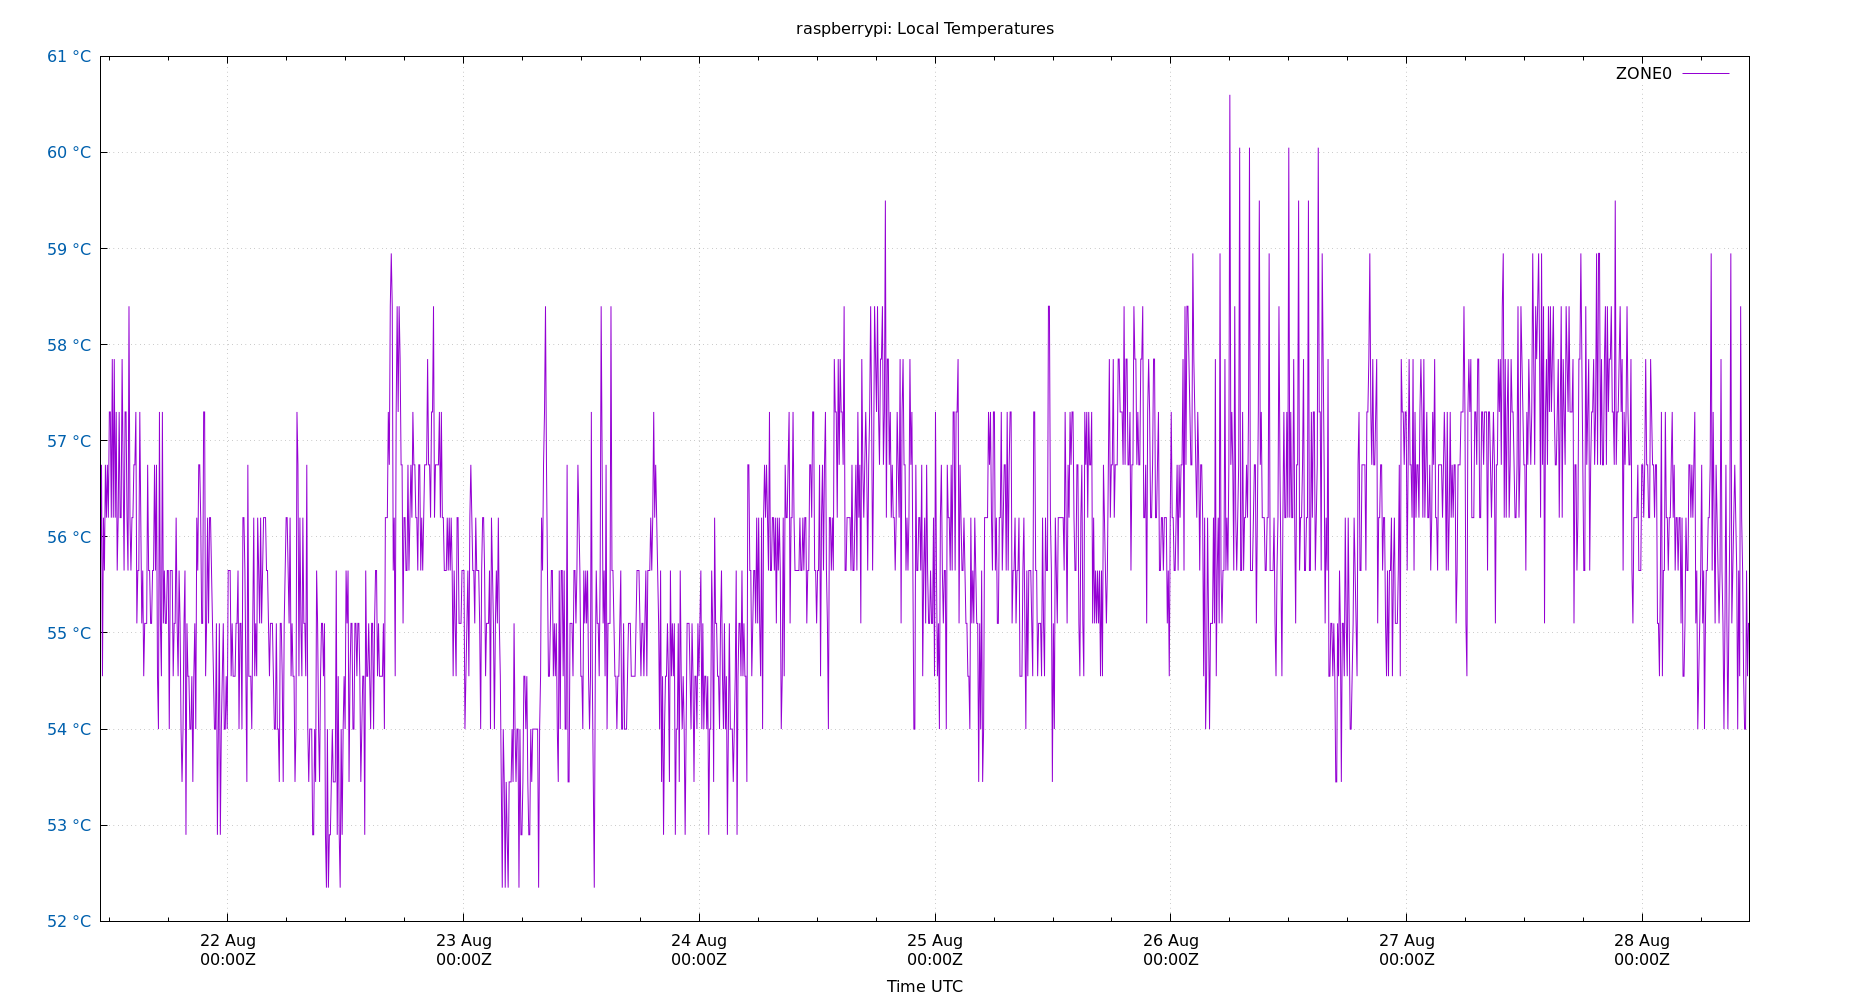 raspberrypi: Local Temperatures
61 °C
ZONE0
60 °C
59 °C
58 °C
57 °C
56 °C
55 °C
54 °C
53 °C
52 °C
22 Aug 23 Aug 24 Aug 25 Aug 26 Aug 27 Aug 28 Aug
00:00Z 00:00Z 00:00Z 00:00Z 00:00Z 00:00Z 00:00Z
Time UTC